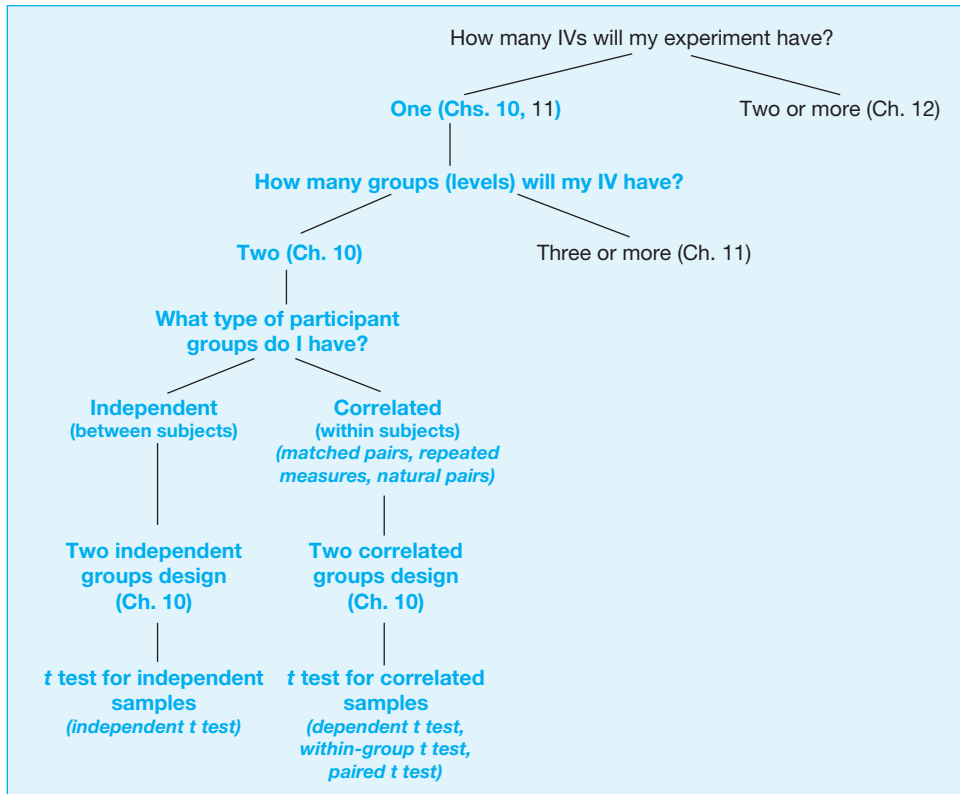 How many IVs will my experiment have?
One (Chs. 10, 11)
Two or more (Ch. 12)
How many groups (levels) will my IV have?
Two (Ch. 10)
Three or more (Ch. 11)
What type of participant
groups do I have?
Independent
(between subjects)
Correlated
(within subjects)
(matched pairs, repeated
measures, natural pairs)
Two independent
groups design
(Ch. 10)
Two correlated
groups design
(Ch. 10)
t test for independent
samples
(independent t test)
t test for correlated
samples
(dependent t test,
within-group t test,
paired t test)